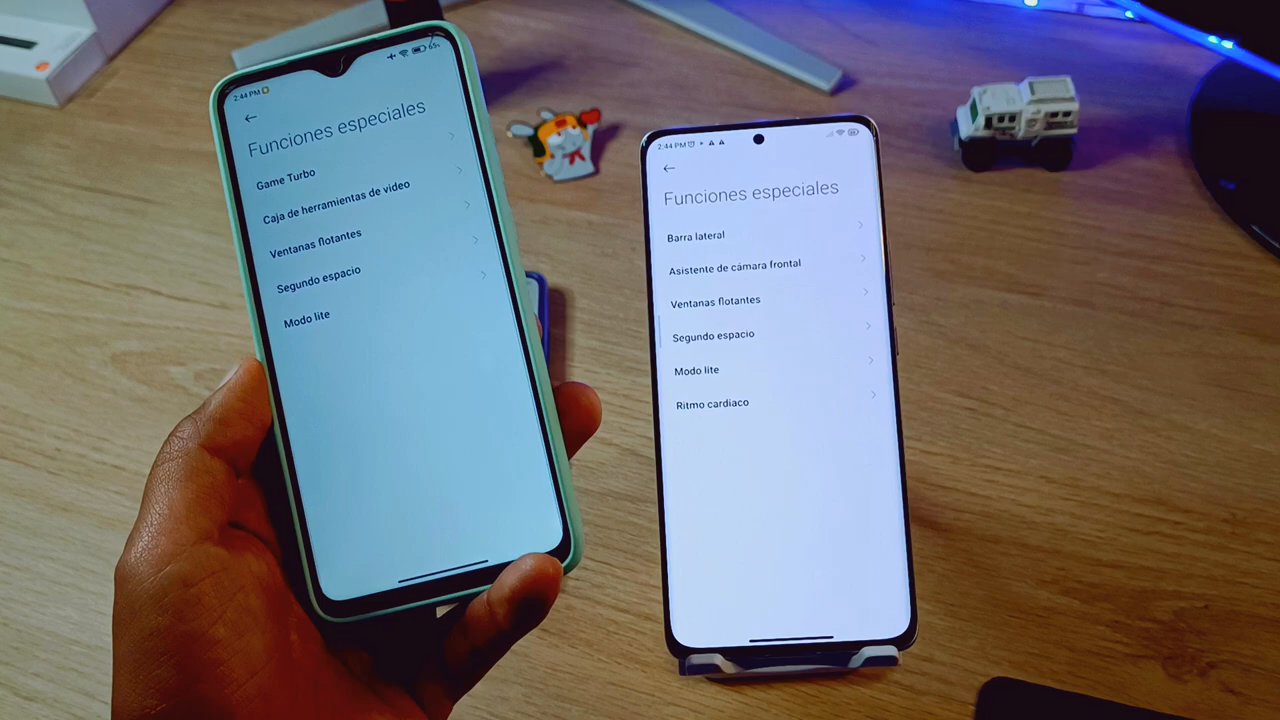 2:44 PM
65%
Funciones especiales
Game Turbo
Caja de herramientas de video
Ventanas flotantes
Segundo espacio
Modo lite
2:44 PM
Funciones especiales
Barra lateral
Asistente de cámara frontal
Ventanas flotantes
Segundo espacio
Modo lite
Ritmo cardiaco